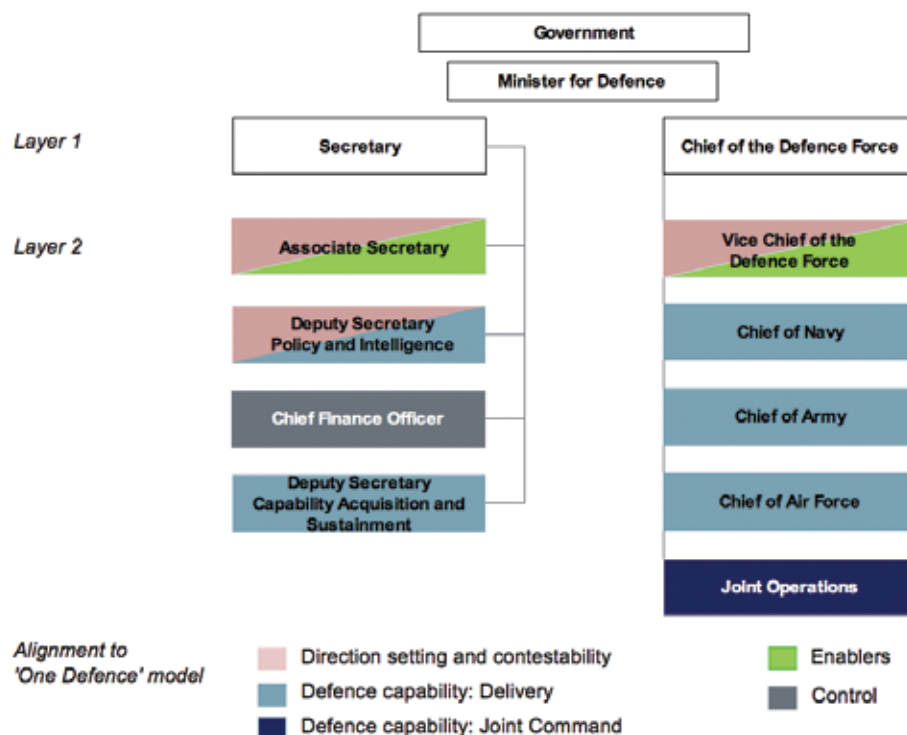 Government
Minister for Defence
Layer 1
Secretary
Chief of the Defence Force
Layer 2
Associate Secretary
Vice Chief of the
Defence Force
Deputy Secretary
Policy and Intelligence
Chief of Navy
Chief Finance Officer
Chief of Army
Deputy Secretary
Capability Acquisition and
Sustainment
Chief of Air Force
Joint Operations
Alignment to
'One Defence' model
Direction setting and contestability
Defence capability: Delivery
Defence capability: Joint Command
Enablers
Control